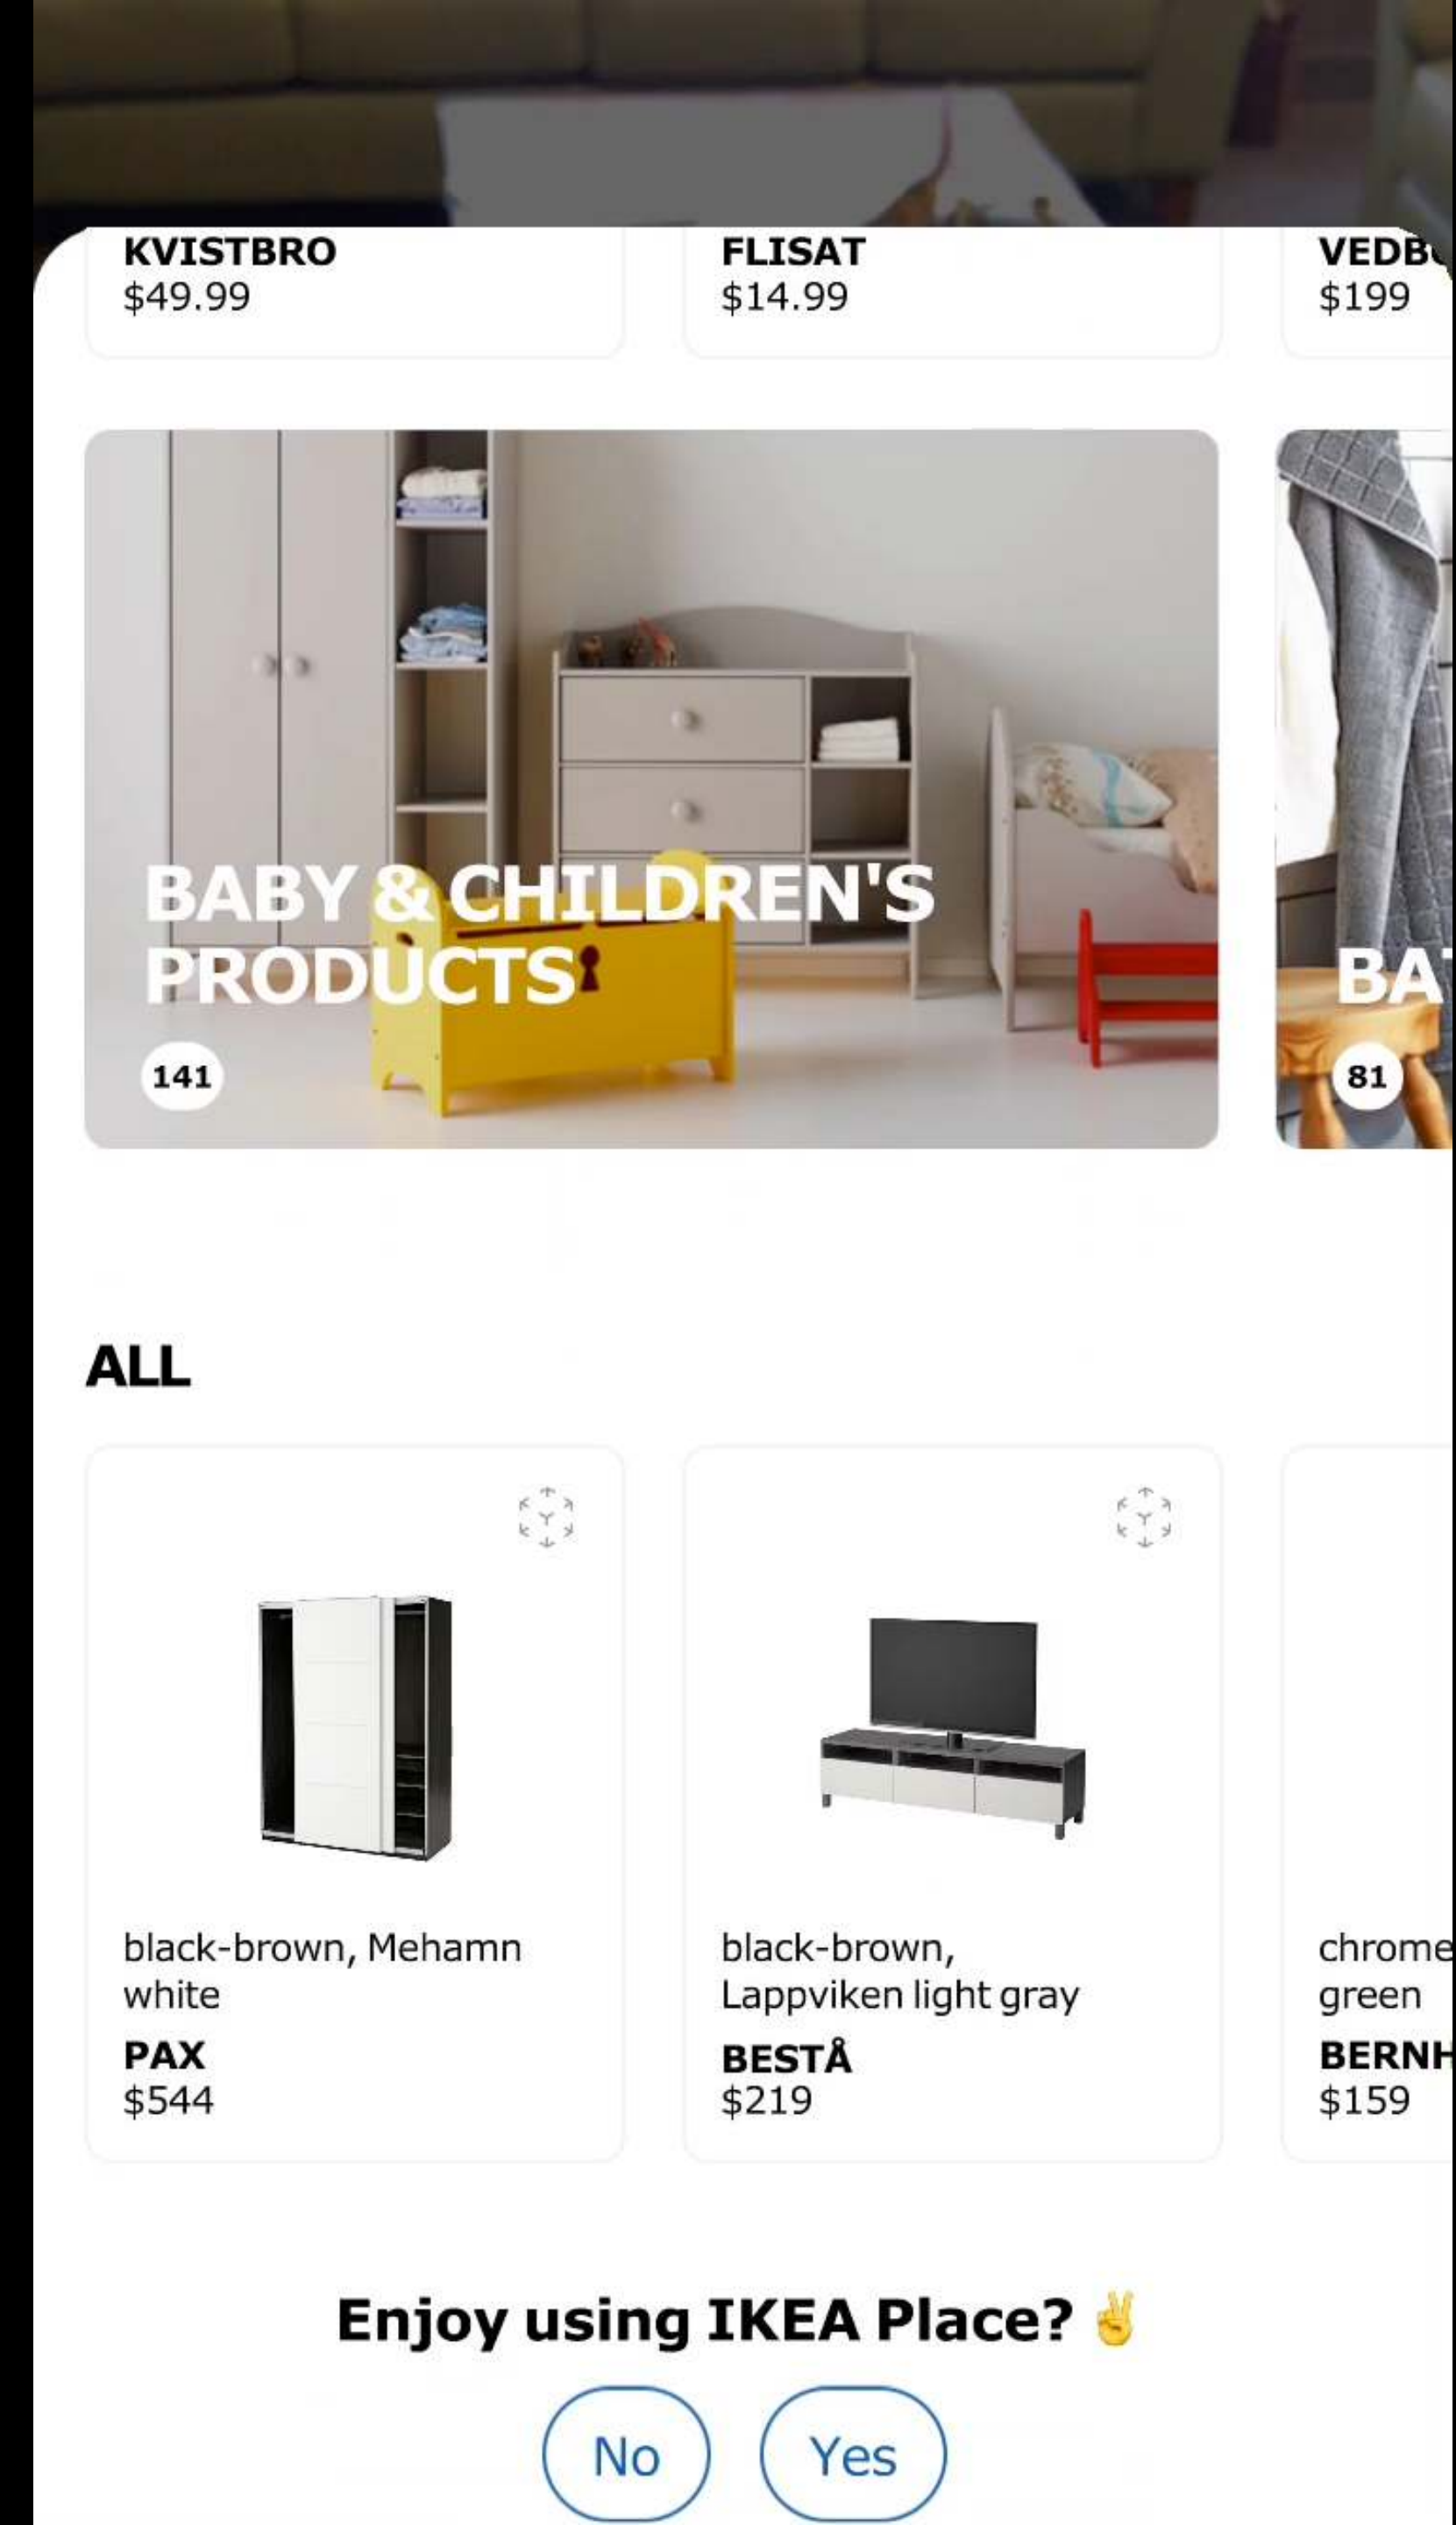 KVISTBRO
$49.99
FLISAT
$14.99
$199
BABY & CHILDREN'S
PRODUCTS
141
81
ALL
black-brown, Mehamn
white
PAX
$544
black-brown,
Lappviken light gray
BESTÅ
$219
chrome
green
$159
Enjoy using IKEA Place? ✌
No
Yes